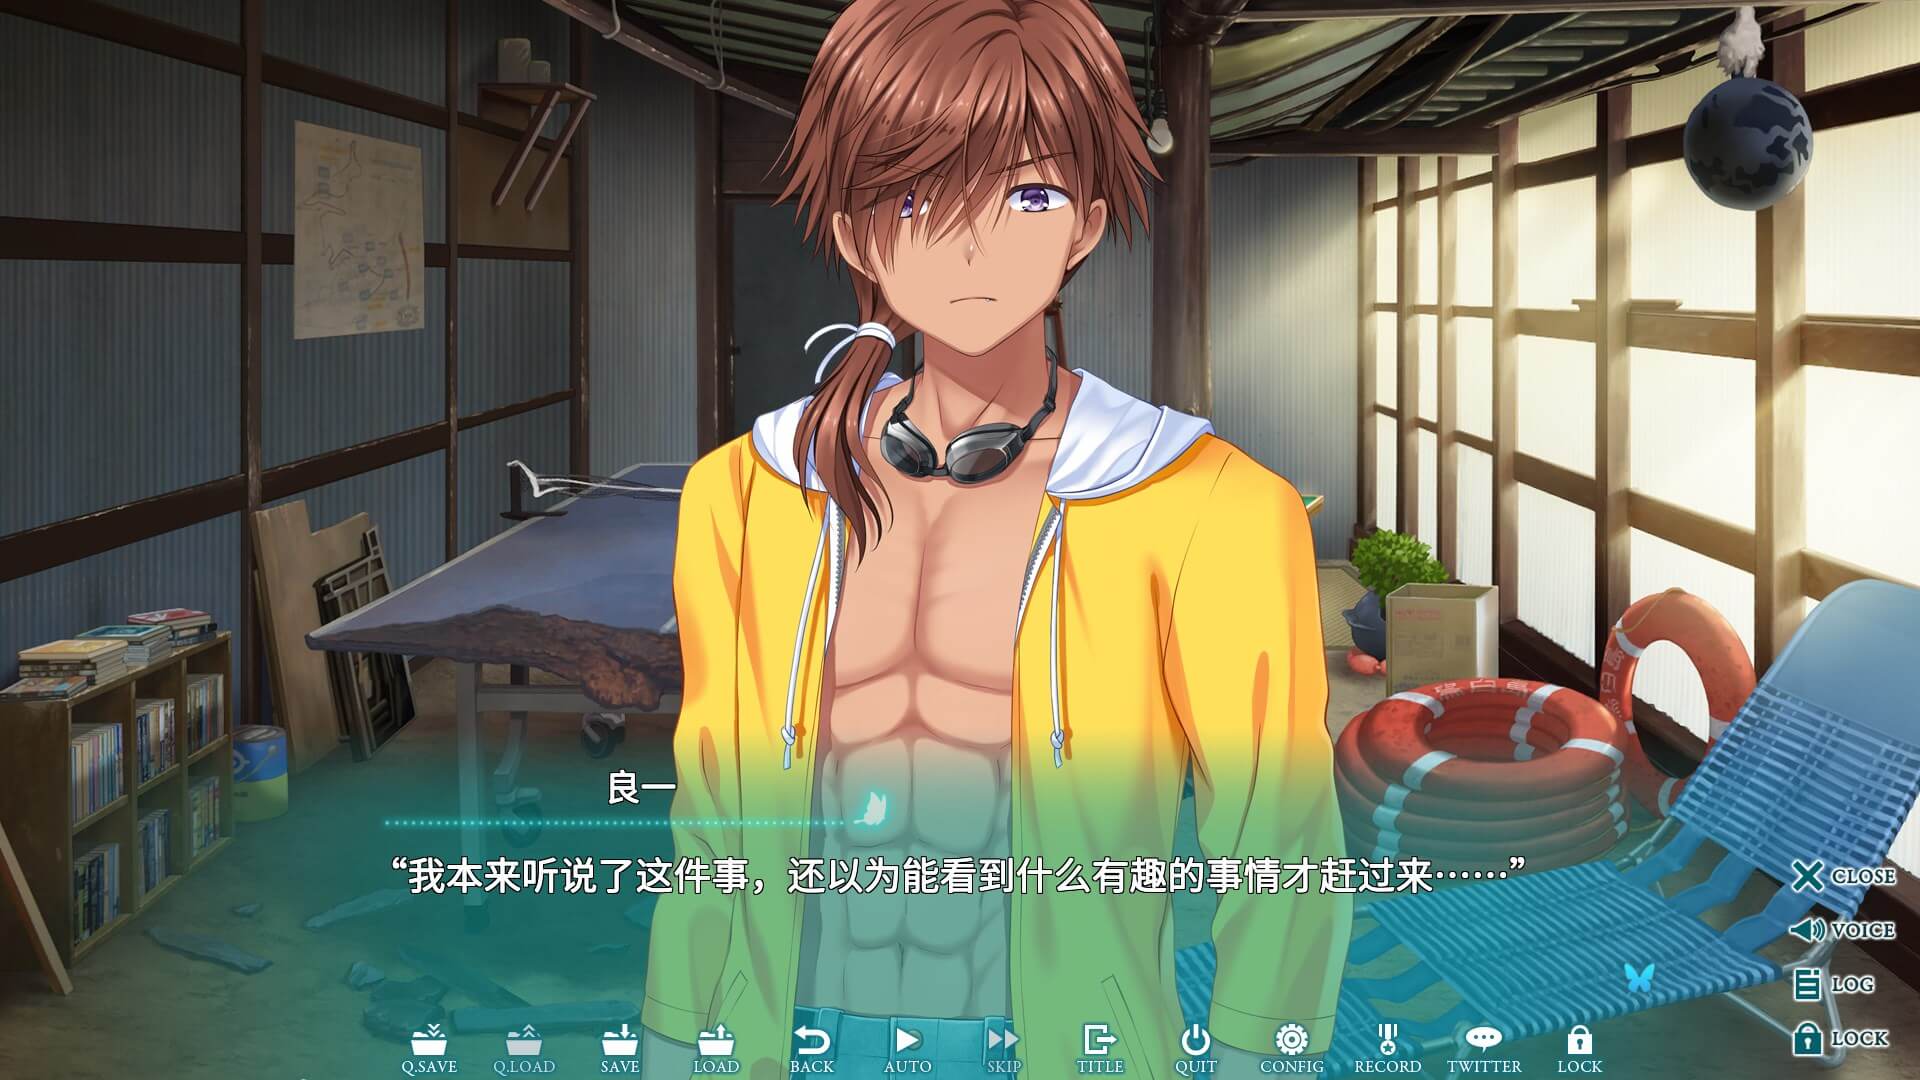 良一
“我本来听说了这件事，还以为能看到什么有趣的事情才赶过来……”
CLOSE
VOICE
LOG
LOCK
Q.SAVE Q.LOAD SAVE LOAD BACK AUTO SKIP TITLE QUIT CONFIG RECORD TWITTER LOCK